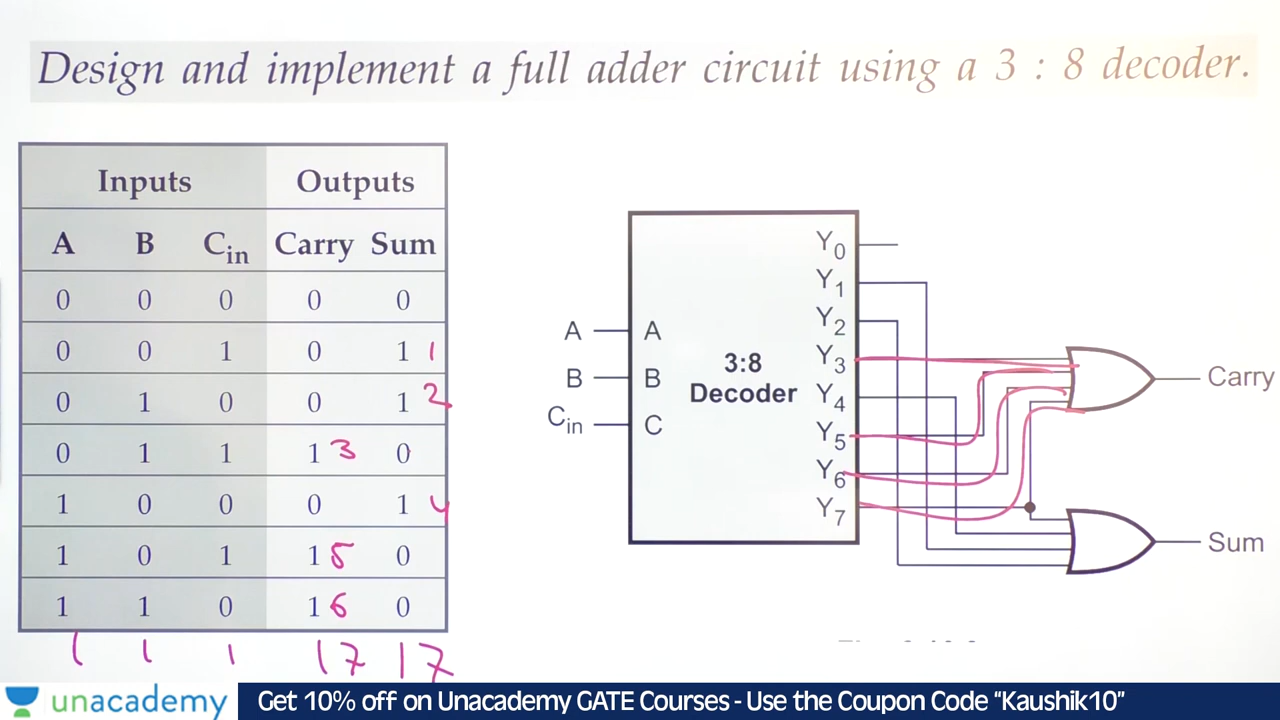 Design and implement a full adder circuit using a 3 : 8 decoder.
Inputs Outputs
A B Cin Carry Sum
0 0 0 0 0
0 0 1 0 1 1
0 1 0 0 1 2
0 1 1 1 3 0
1 0 0 0 1 4
1 0 1 1 5 0
1 1 0 1 6 0
1 1 1 1 7 1 7
A
B
Cin
A
B
C
3:8
Decoder
Y0
Y1
Y2
Y3
Y4
Y5
Y6
Y7
Carry
Sum
unacademy
Get 10% off on Unacademy GATE Courses - Use the Coupon Code “Kaushik10”